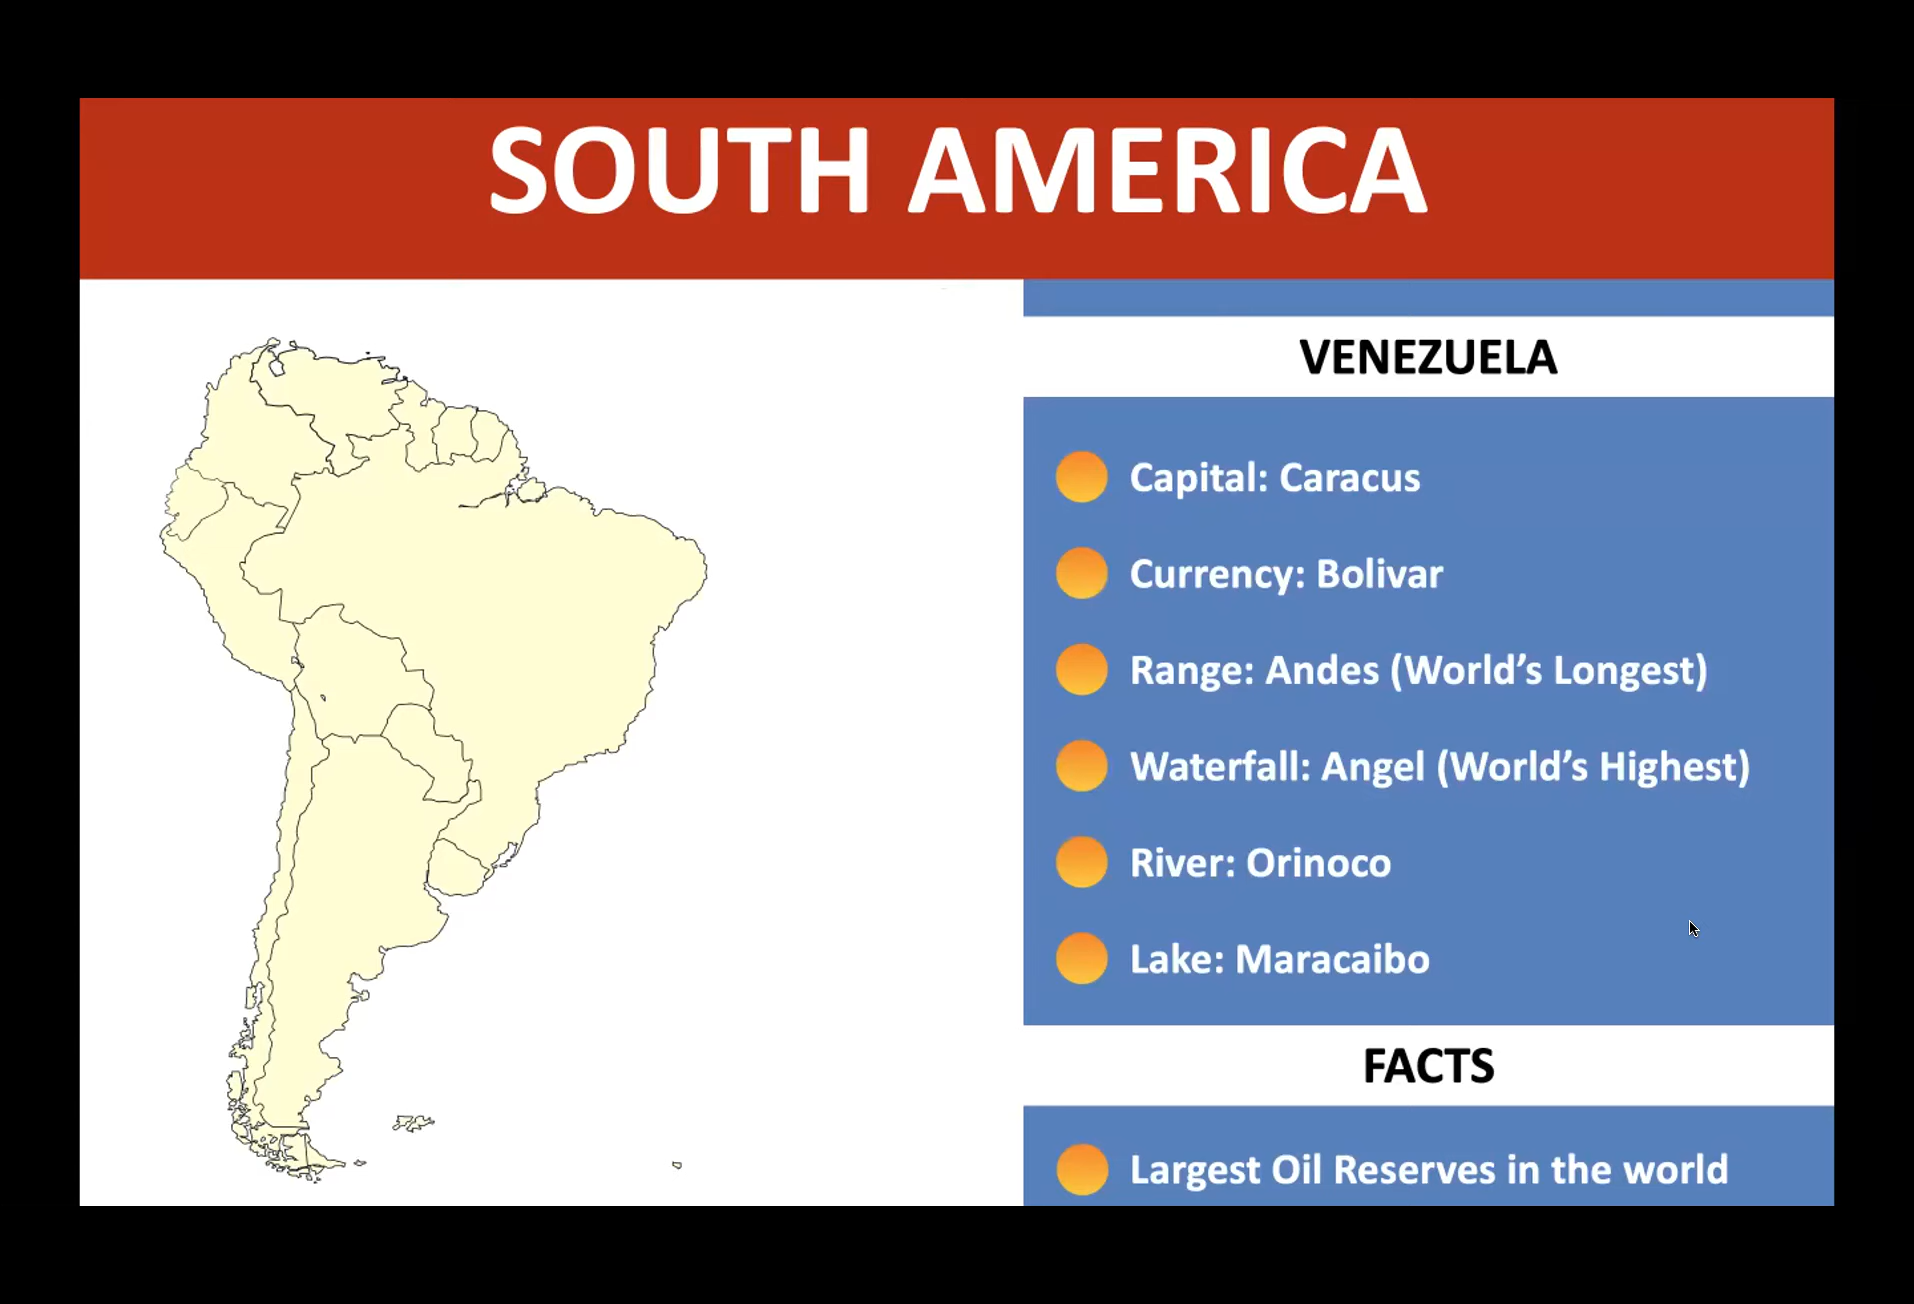 SOUTH AMERICA
VENEZUELA
Capital: Caracus
Currency: Bolivar
Range: Andes (World’s Longest)
Waterfall: Angel (World’s Highest)
River: Orinoco
Lake: Maracaibo
FACTS
Largest Oil Reserves in the world